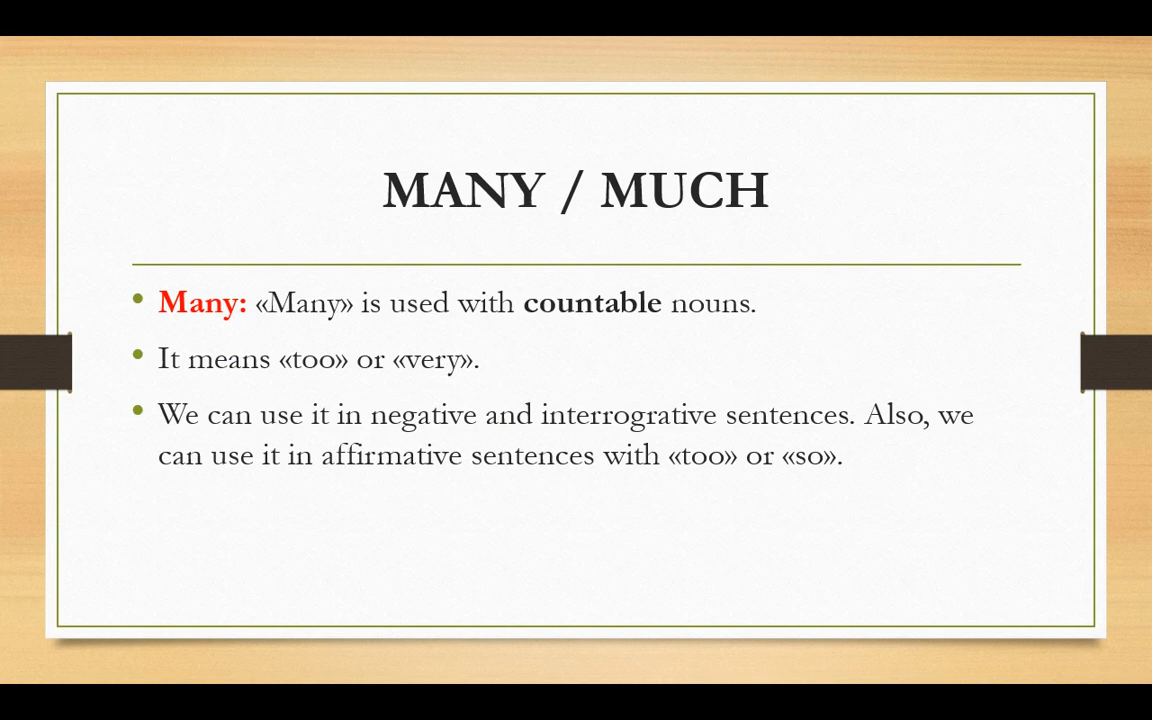 MANY / MUCH
• Many: «Many» is used with countable nouns.
• It means «too» or «very».
• We can use it in negative and interrogrative sentences. Also, we
can use it in affirmative sentences with «too» or «so».